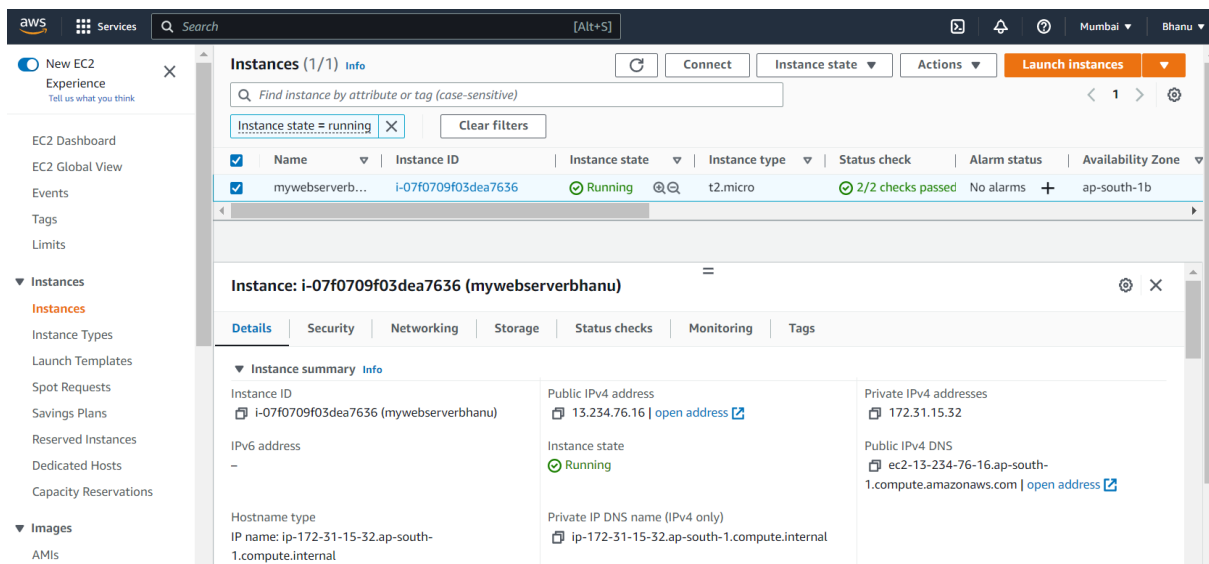 aws Services Search [Alt+S] Mumbai Bhanu
New EC2
Experience
Tell us what you think
EC2 Dashboard
EC2 Global View
Events
Tags
Limits
Instances
Instances
Instance Types
Launch Templates
Spot Requests
Savings Plans
Reserved Instances
Dedicated Hosts
Capacity Reservations
Images
AMIs
Instances (1/1) Info Connect Instance state Actions Launch instances
Find instance by attribute or tag (case-sensitive) 1
Instance state = running Clear filters
Name Instance ID Instance state Instance type Status check Alarm status Availability Zone
mywebserverb... i-07f0709f03dea7636 Running t2.micro 2/2 checks passed No alarms + ap-south-1b
Instance: i-07f0709f03dea7636 (mywebserverbhanu)
Details Security Networking Storage Status checks Monitoring Tags
Instance summary Info
Instance ID
i-07f0709f03dea7636 (mywebserverbhanu)
Public IPv4 address
13.234.76.16 | open address
Private IPv4 addresses
172.31.15.32
IPv6 address
–
Instance state
Running
Public IPv4 DNS
ec2-13-234-76-16.ap-south-
1.compute.amazonaws.com | open address
Hostname type
IP name: ip-172-31-15-32.ap-south-
1.compute.internal
Private IP DNS name (IPv4 only)
ip-172-31-15-32.ap-south-1.compute.internal